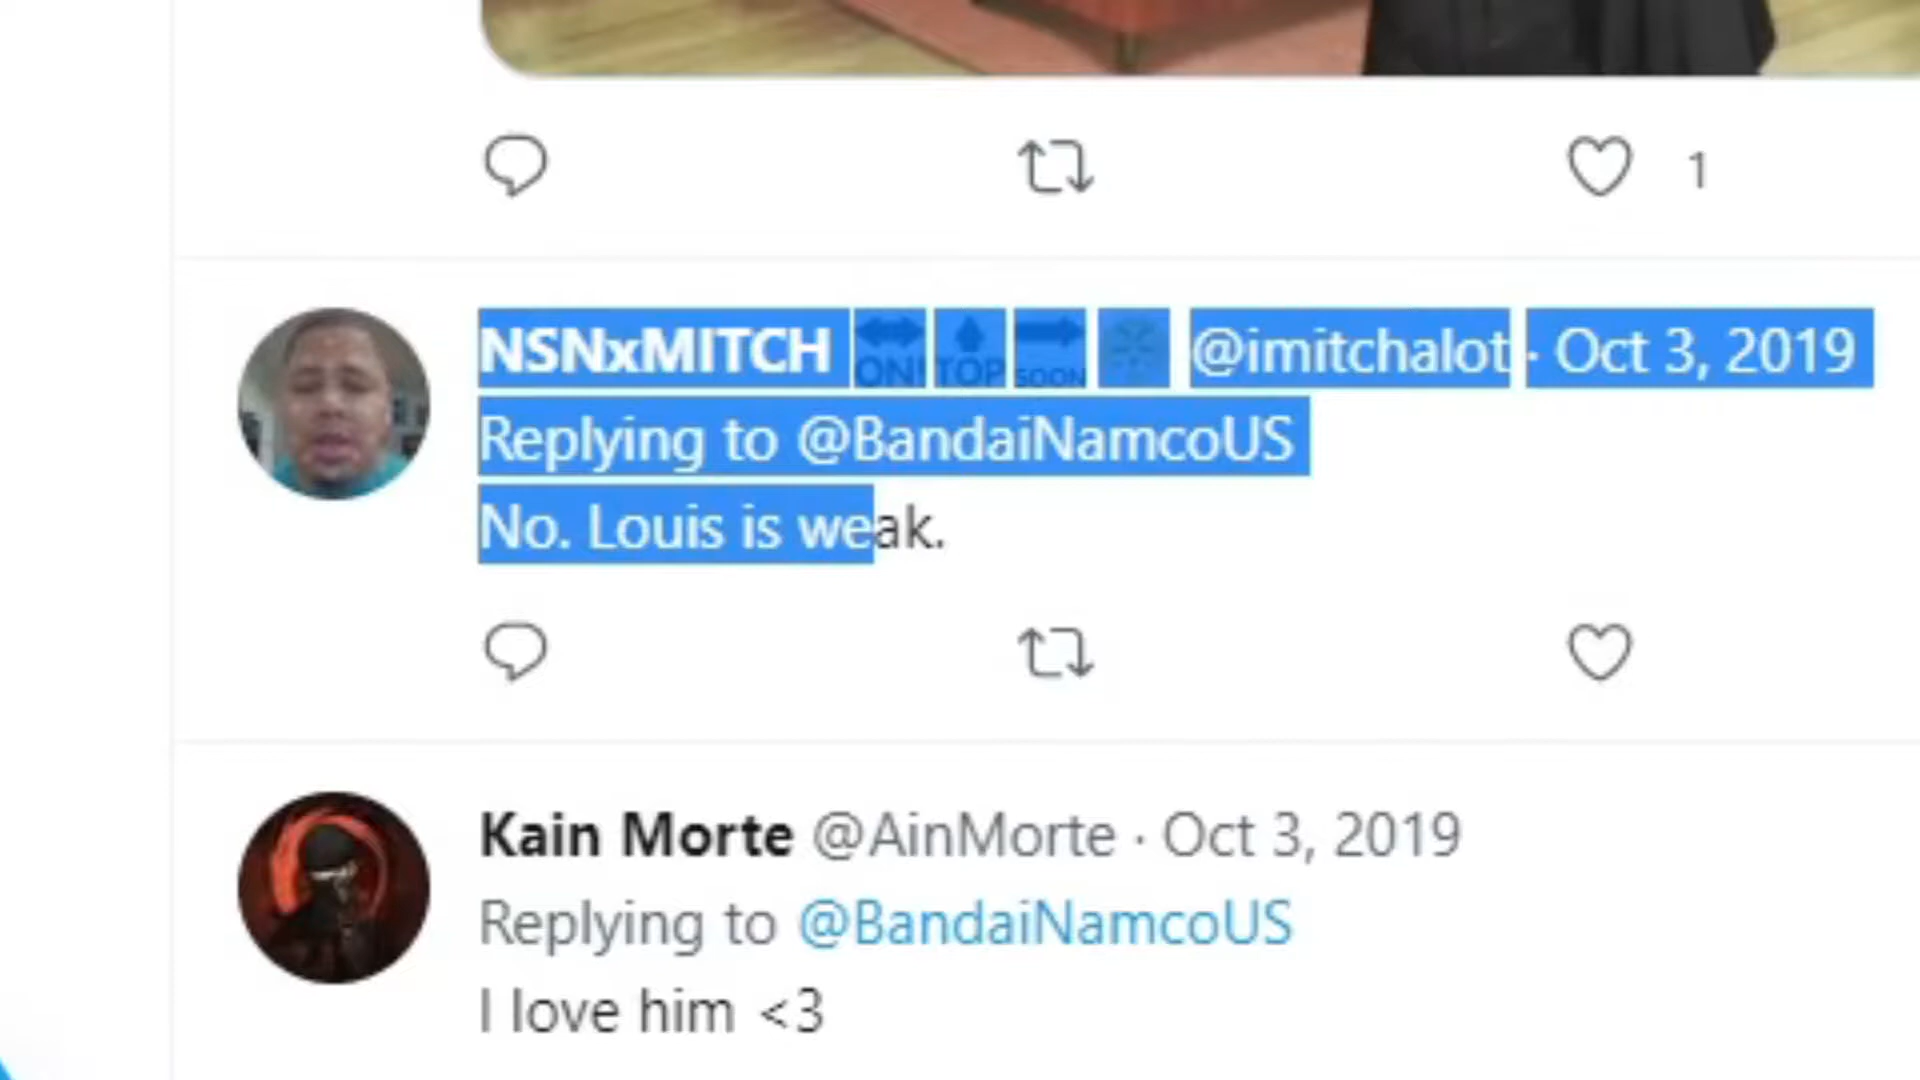 1
NSNxMITCH ON! TOP SOON @imitchalot · Oct 3, 2019
Replying to @BandaiNamcoUS
No. Louis is weak.
Kain Morte @AinMorte · Oct 3, 2019
Replying to @BandaiNamcoUS
I love him <3